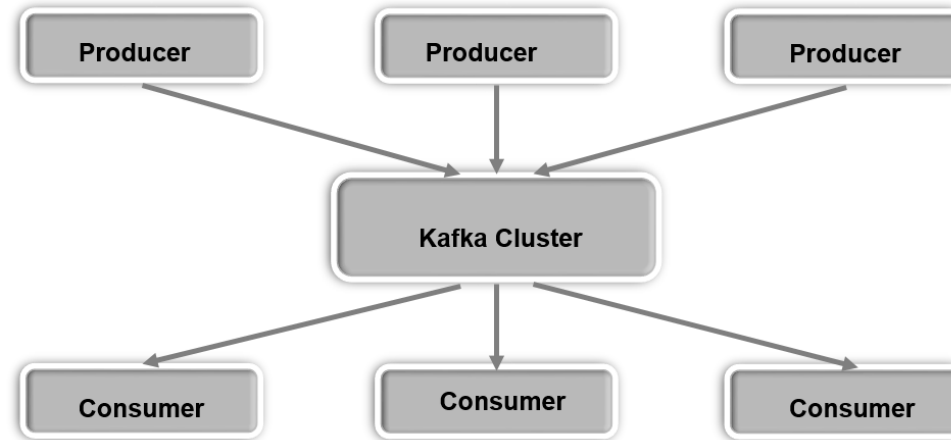 Producer
Producer
Producer
Kafka Cluster
Consumer
Consumer
Consumer